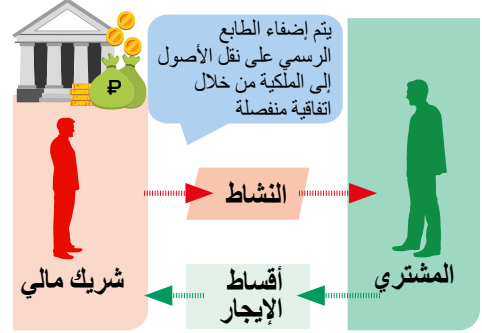 يتم إضفاء الطابع
الرسمي على نقل الأصول
إلى الملكية من خلال
اتفاقية منفصلة
₽
النشاط
المشتري
شريك مالي
أقساط
الإيجار